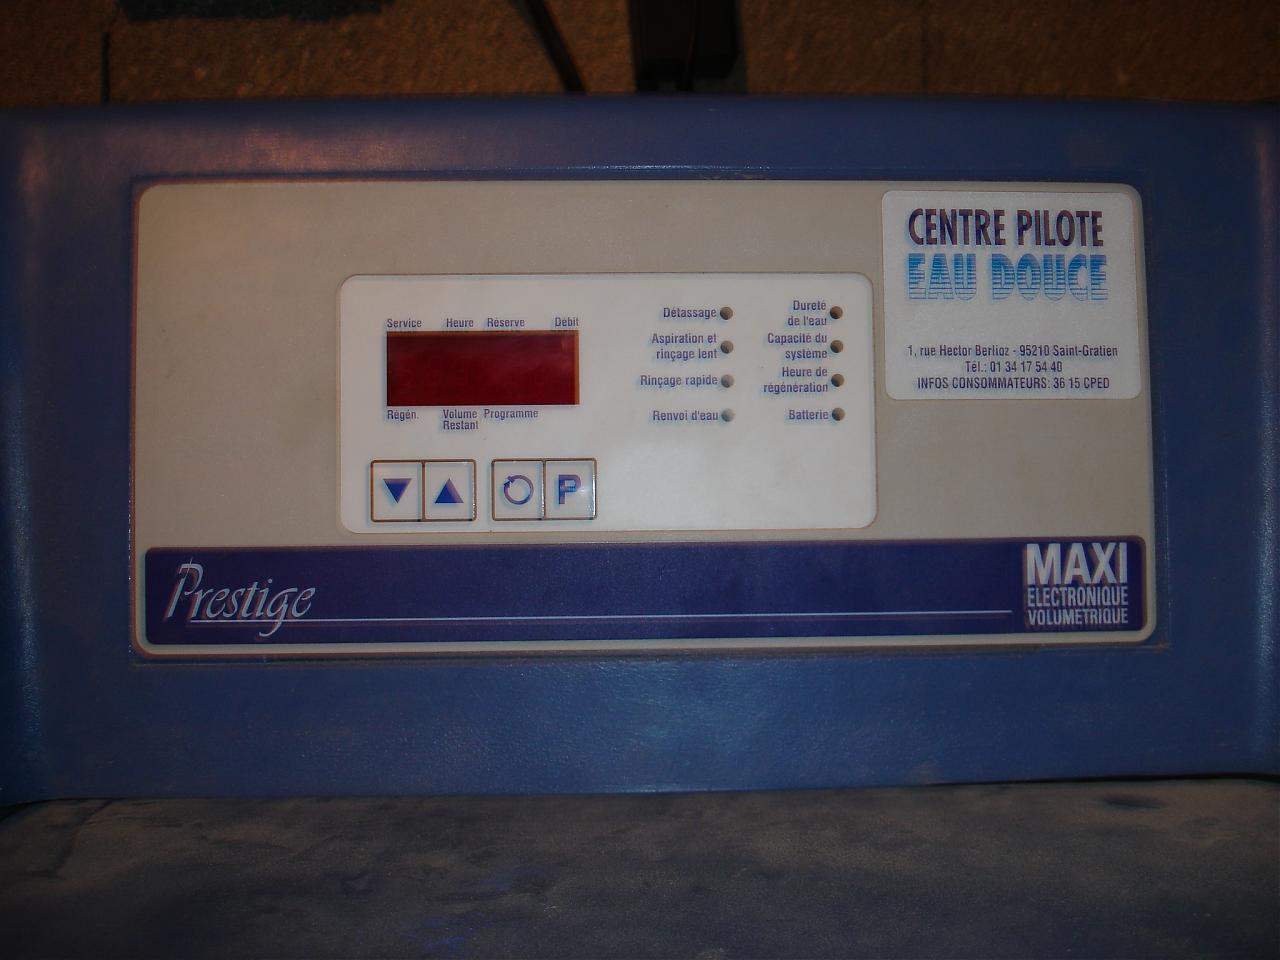 CENTRE PILOTE
EAU DOUCE
1, rue Hector Berlioz - 95210 Saint-Gratien
Tél.: 01 34 17 54 40
INFOS CONSOMMATEURS: 36 15 CPED
Service Heure Réserve Débit
Régén. Volume Restant Programme
Détassage
Aspiration et
rinçage lent
Rinçage rapide
Renvoi d'eau
Dureté
de l'eau
Capacité du
système
Heure de
régénération
Batterie
P
Prestige
MAXI
ELECTRONIQUE
VOLUMETRIQUE